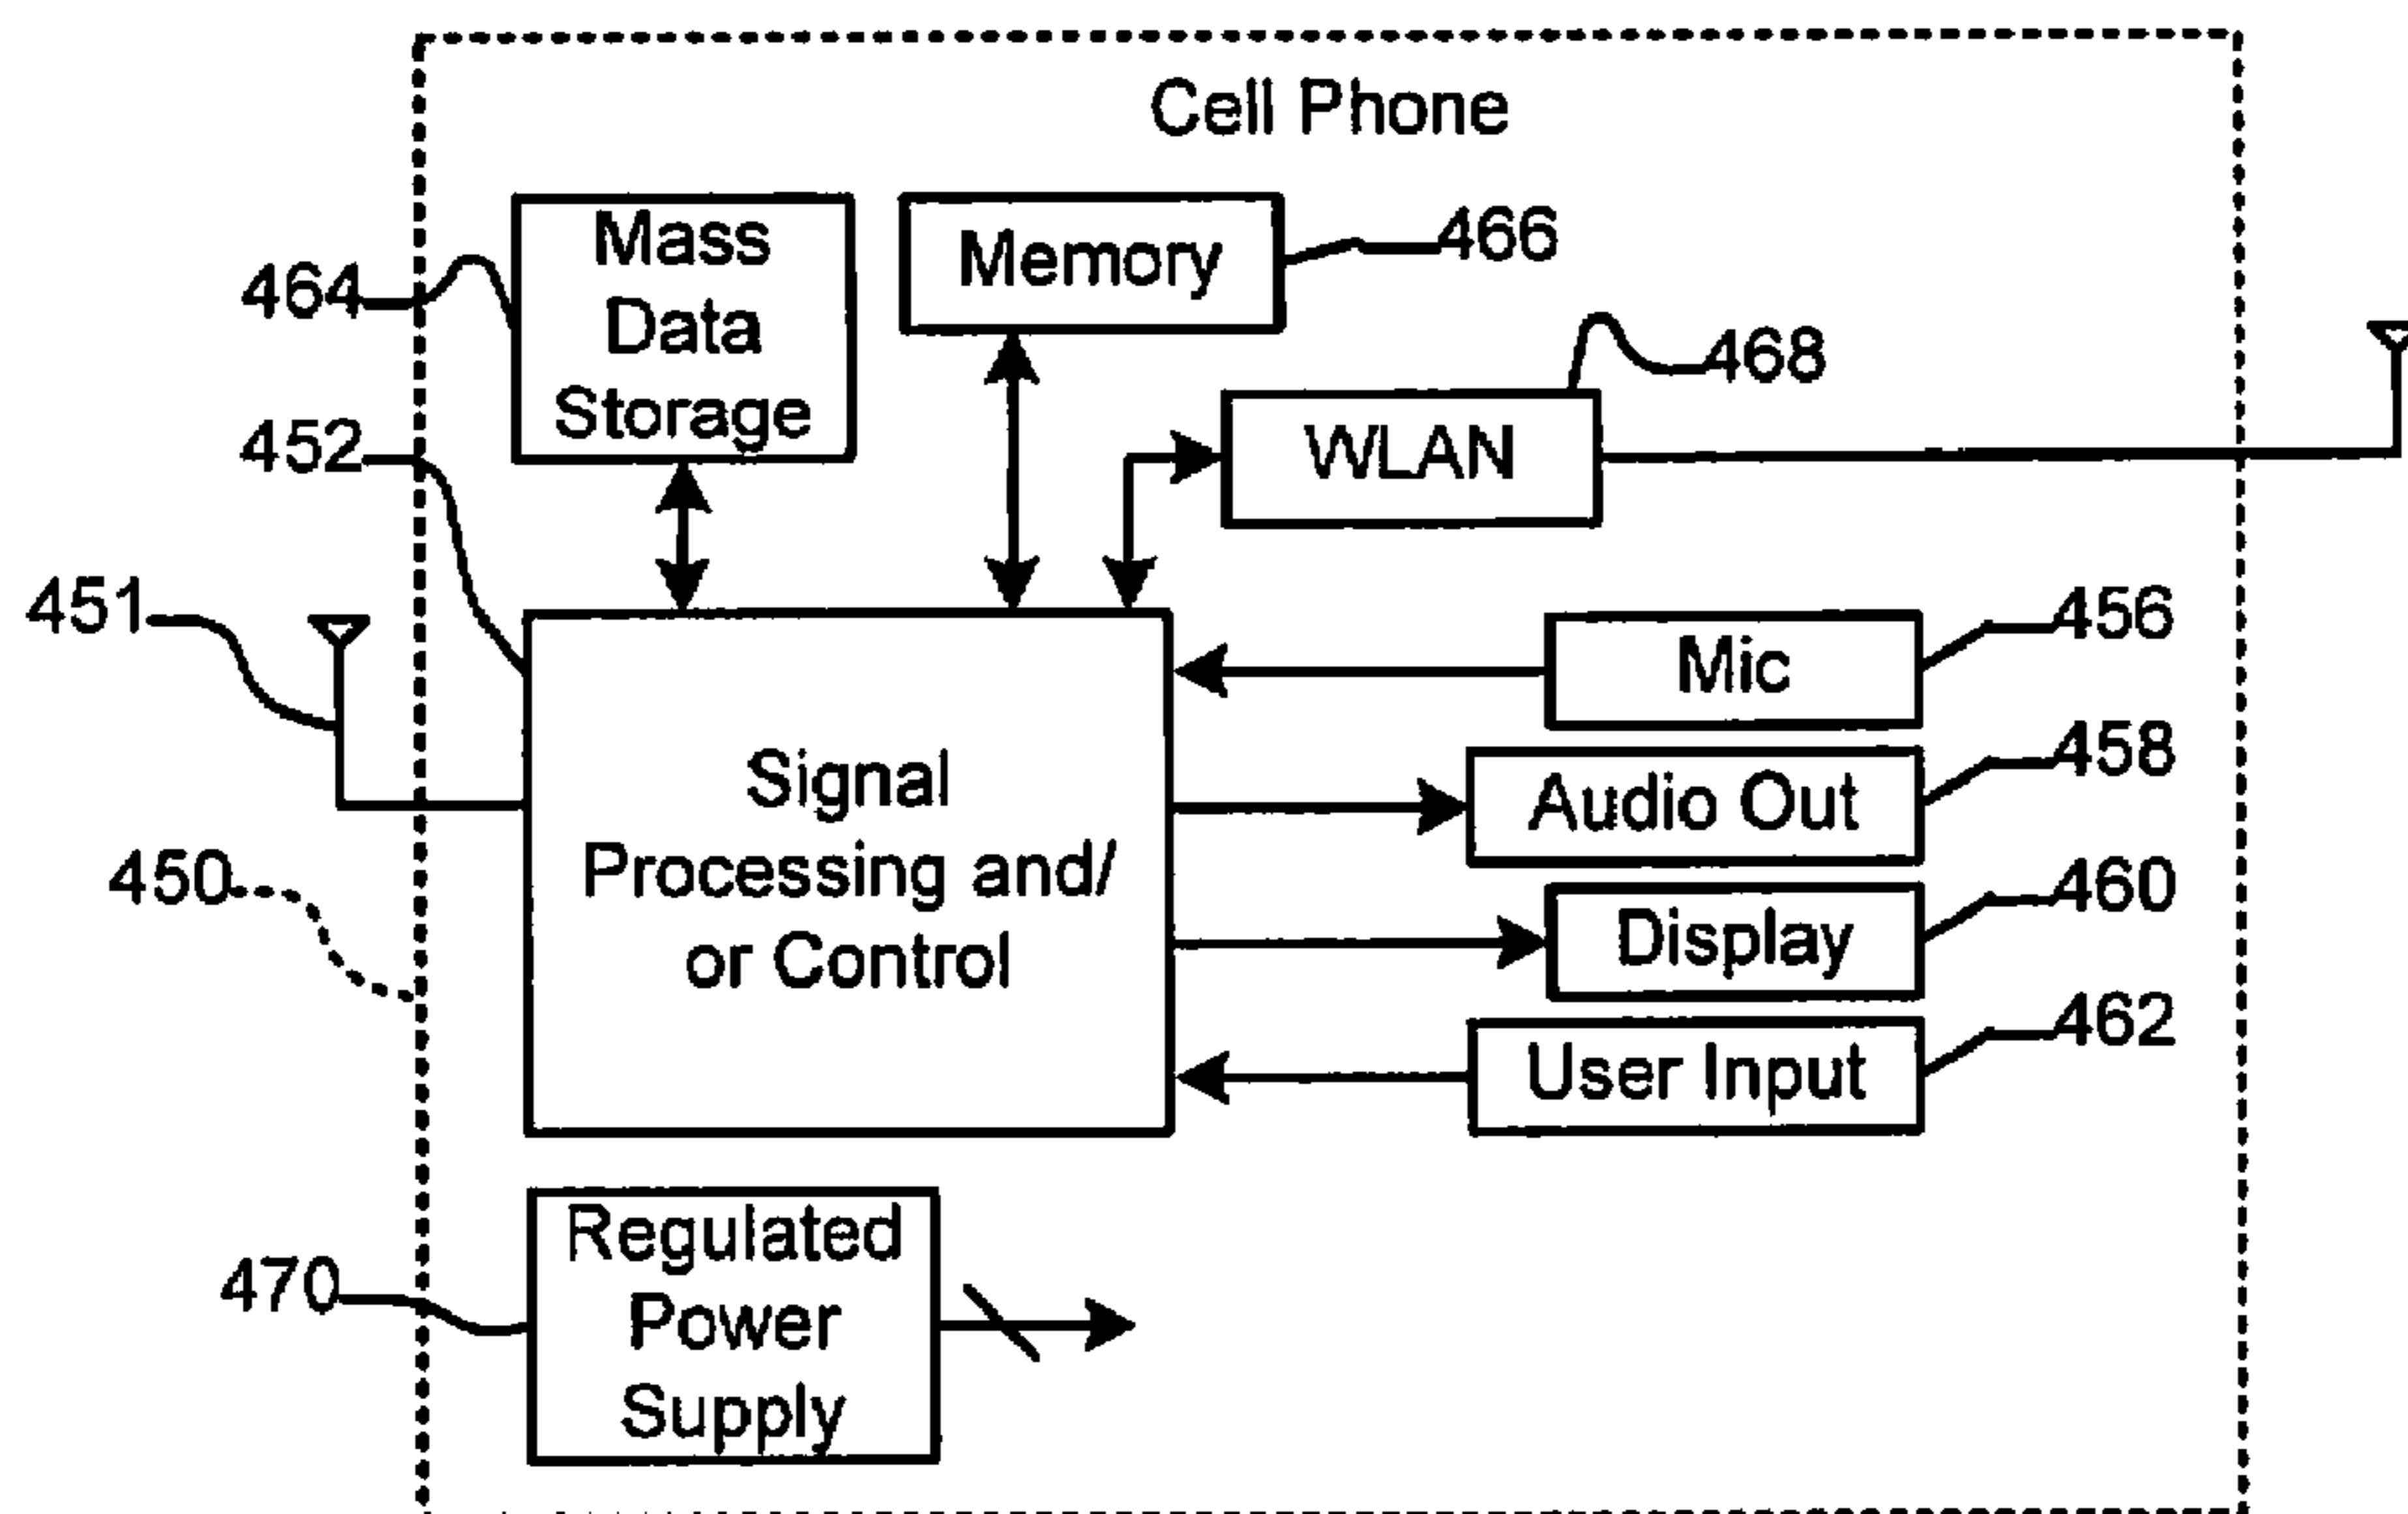 Cell Phone
Mass
Data
Storage
Memory
466
464
468
WLAN
452
451
Mic
456
Signal
Processing and/
or Control
Audio Out
458
450
Display
460
User Input
462
Regulated
Power
Supply
470